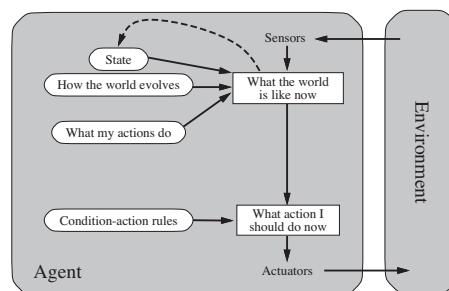 Sensors
State
How the world evolves
What the world
is like now
What my actions do
Environment
Condition-action rules
What action I
should do now
Agent
Actuators